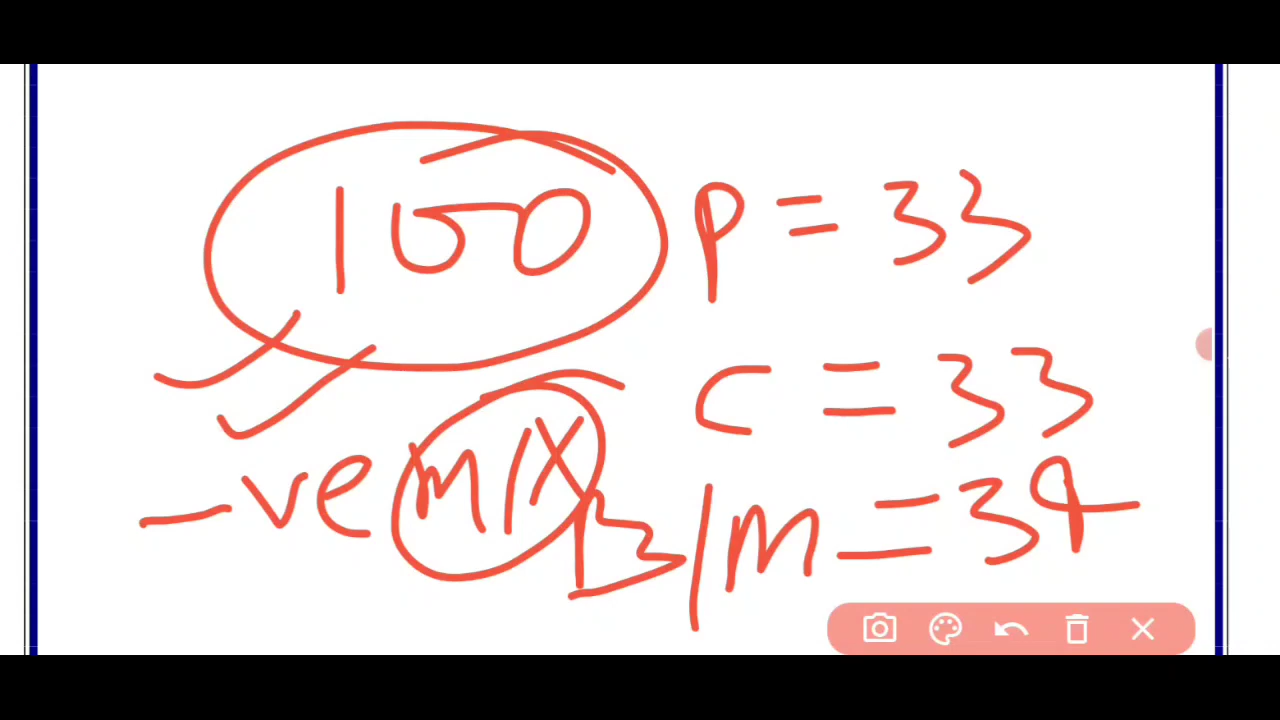 100 P = 33
C = 33
-ve MIX B/M = 34